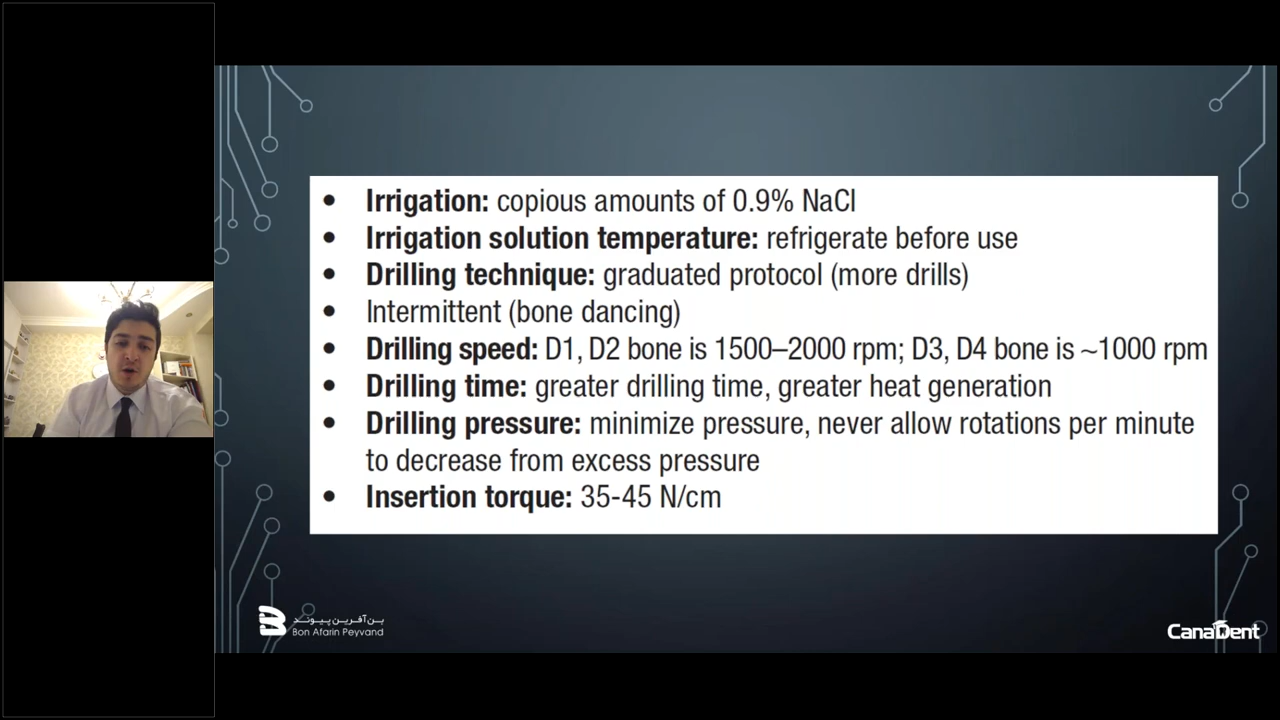 • Irrigation: copious amounts of 0.9% NaCl
• Irrigation solution temperature: refrigerate before use
• Drilling technique: graduated protocol (more drills)
• Intermittent (bone dancing)
• Drilling speed: D1, D2 bone is 1500–2000 rpm; D3, D4 bone is ~1000 rpm
• Drilling time: greater drilling time, greater heat generation
• Drilling pressure: minimize pressure, never allow rotations per minute
to decrease from excess pressure
• Insertion torque: 35-45 N/cm
بن‌آفرین پیوند
Bon Afarin Peyvand
CanaDent